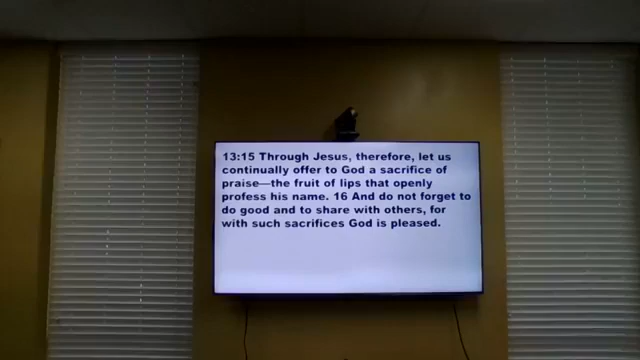 13:15 Through Jesus, therefore, let us
continually offer to God a sacrifice of
praise—the fruit of lips that openly
profess his name. 16 And do not forget to
do good and to share with others, for
with such sacrifices God is pleased.